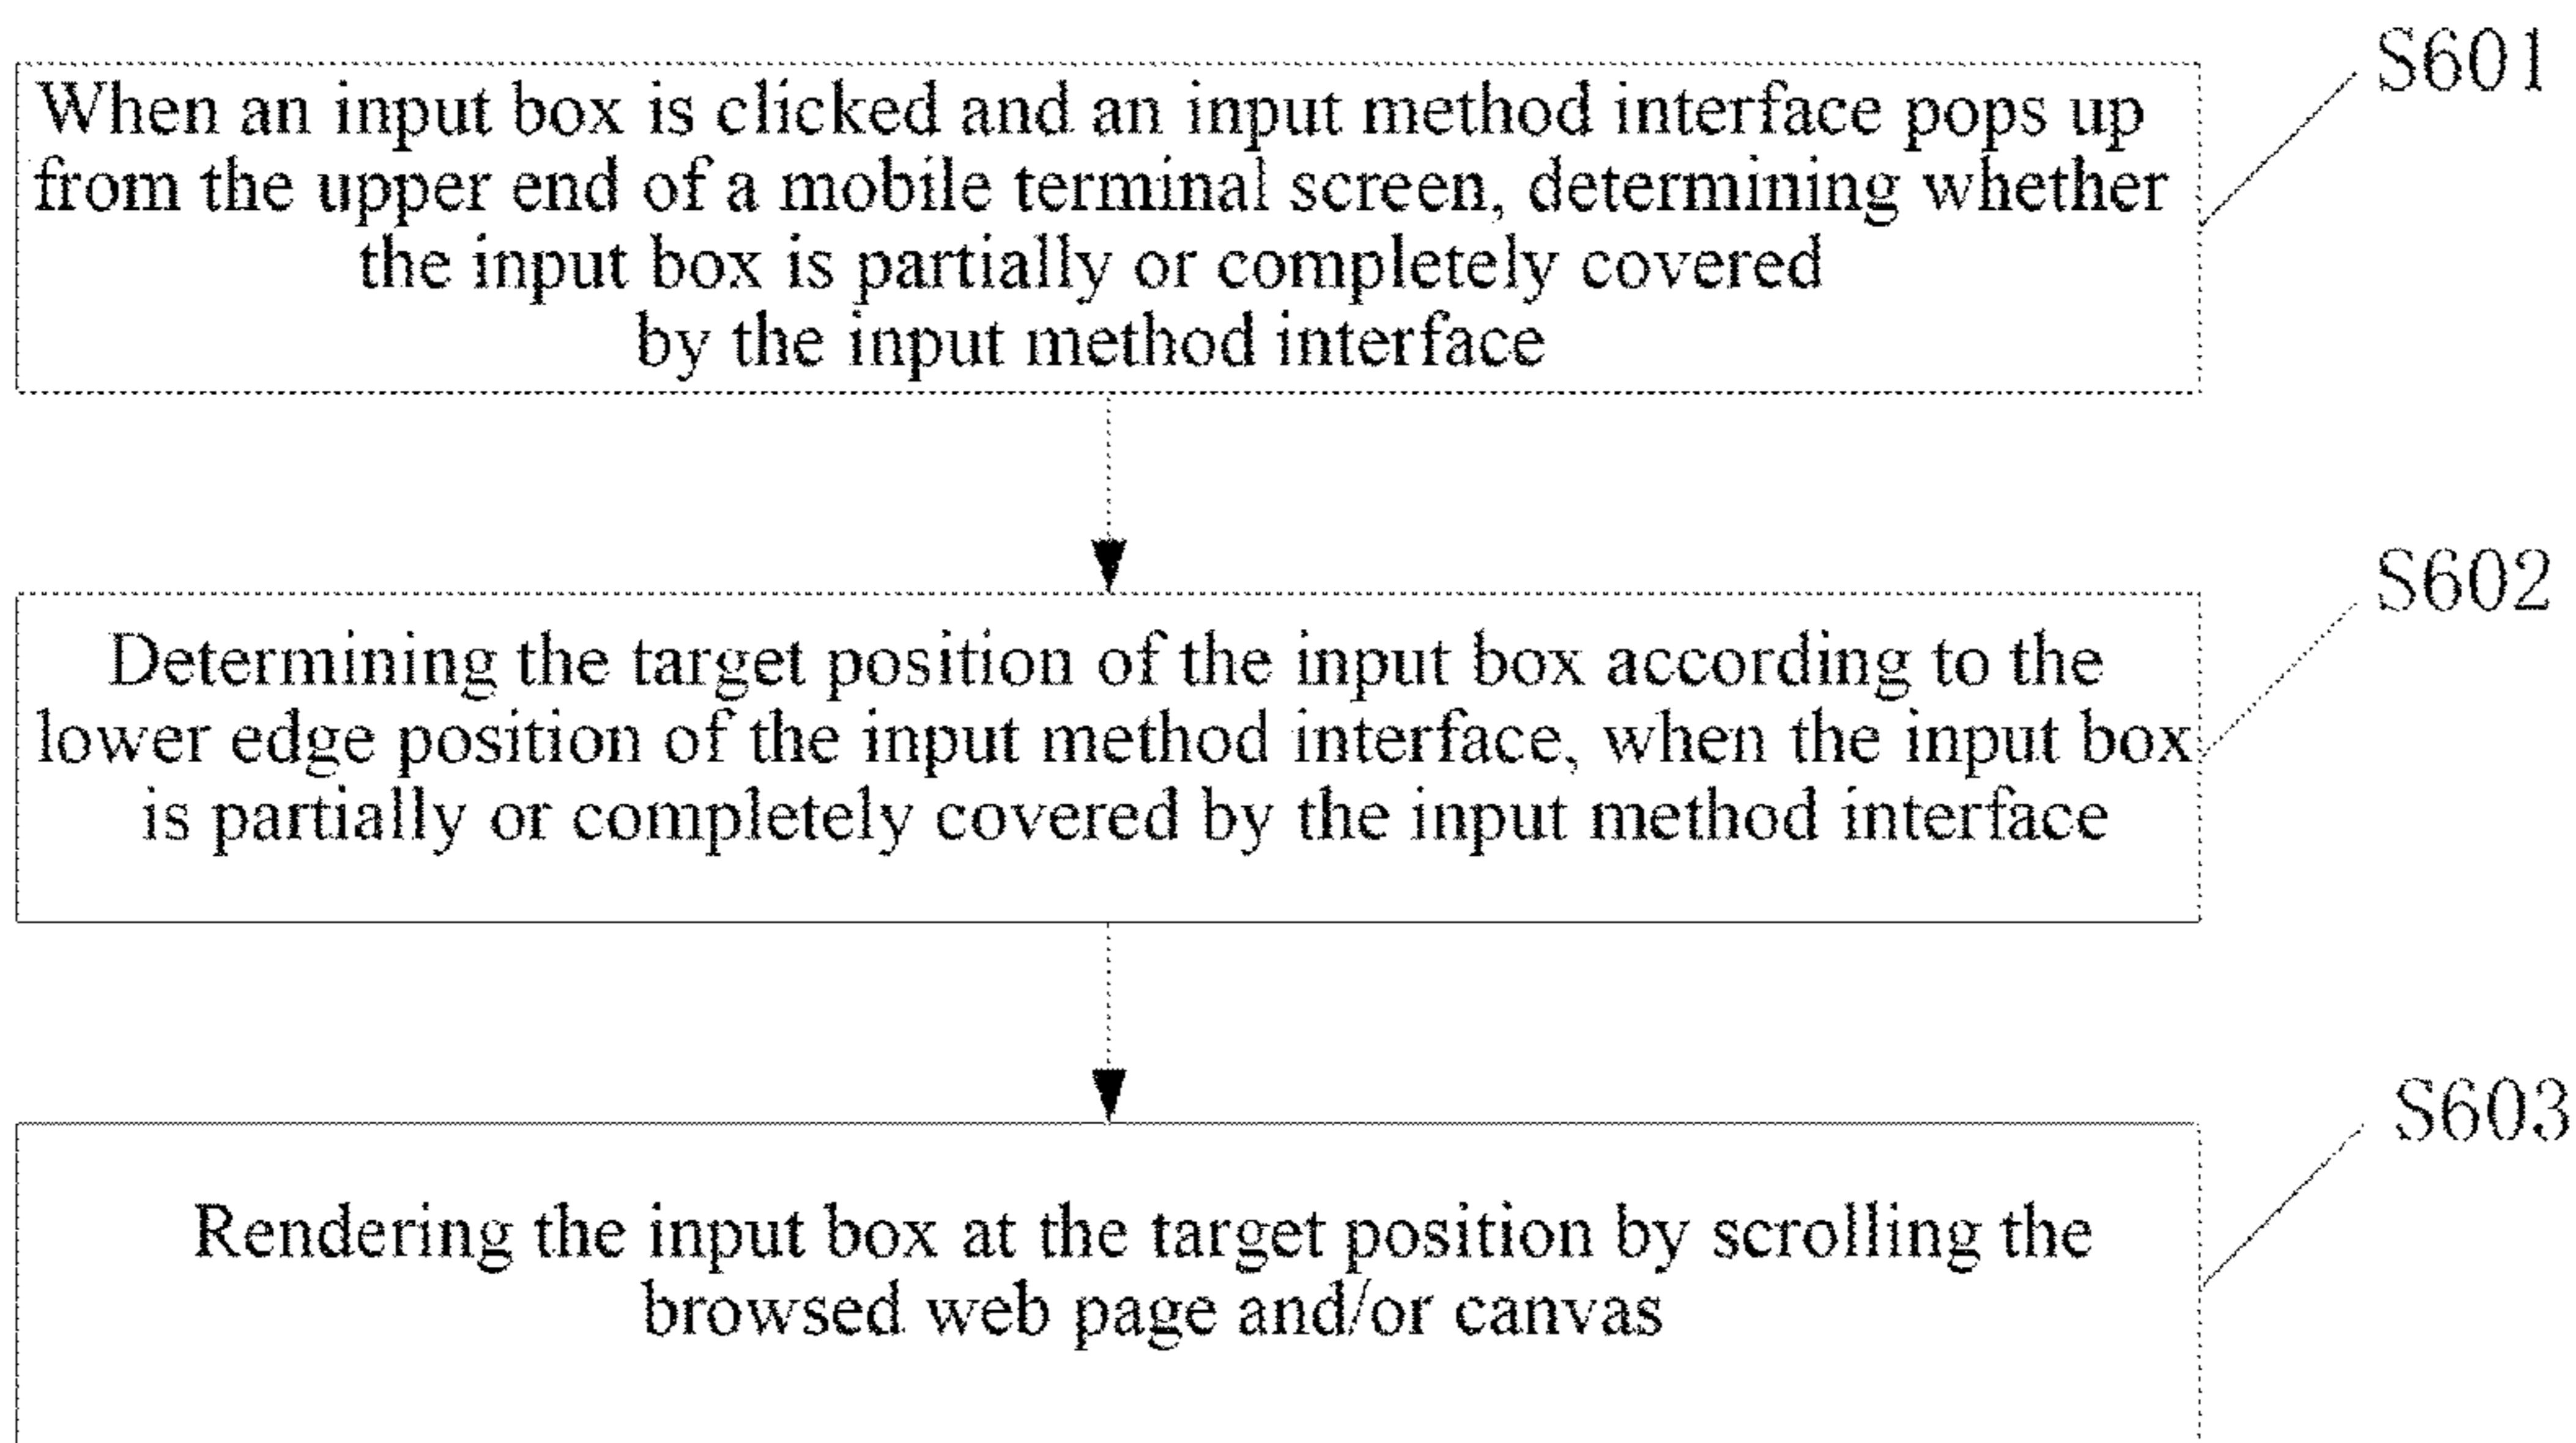 S601
When an input box is clicked and an input method interface pops up
from the upper end of a mobile terminal screen, determining whether
the input box is partially or completely covered
by the input method interface
S602
Determining the target position of the input box according to the
lower edge position of the input method interface, when the input box
is partially or completely covered by the input method interface
S603
Rendering the input box at the target position by scrolling the
browsed web page and/or canvas